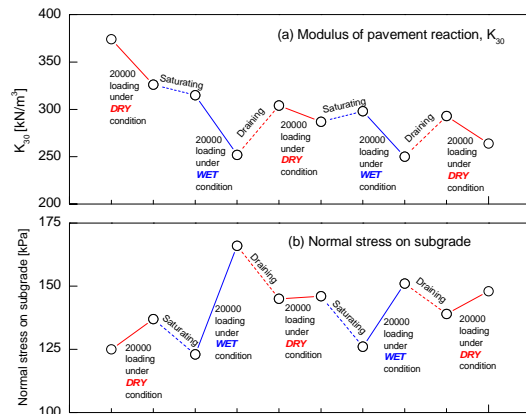 (a) Modulus of pavement reaction, K30
K30 [kN/m3]
400
350
300
250
200
20000
loading
under
DRY
condition
Saturating
20000
loading
under
WET
condition
Draining
20000
loading
under
DRY
condition
Saturating
20000
loading
under
WET
condition
Draining
20000
loading
under
DRY
condition
(b) Normal stress on subgrade
Normal stress on subgrade [kPa]
175
150
125
100
20000
loading
under
DRY
condition
Saturating
20000
loading
under
WET
condition
Draining
20000
loading
under
DRY
condition
Saturating
20000
loading
under
WET
condition
Draining
20000
loading
under
DRY
condition